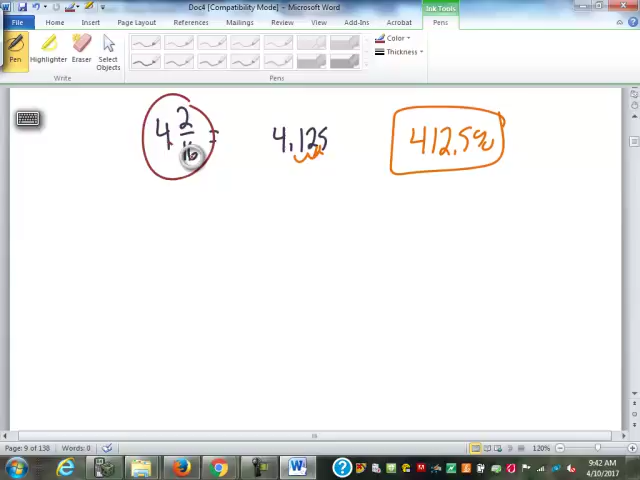 Doc4 [Compatibility Mode] - Microsoft Word
Ink Tools
File Home Insert Page Layout References Mailings Review View Add-Ins Acrobat Pens
Pen Highlighter Eraser Select Objects
Color
Thickness
Write
Pens
4 2/16 = 4.125 412.5%
Page: 9 of 138 Words: 0 120%
9:42 AM
4/10/2017